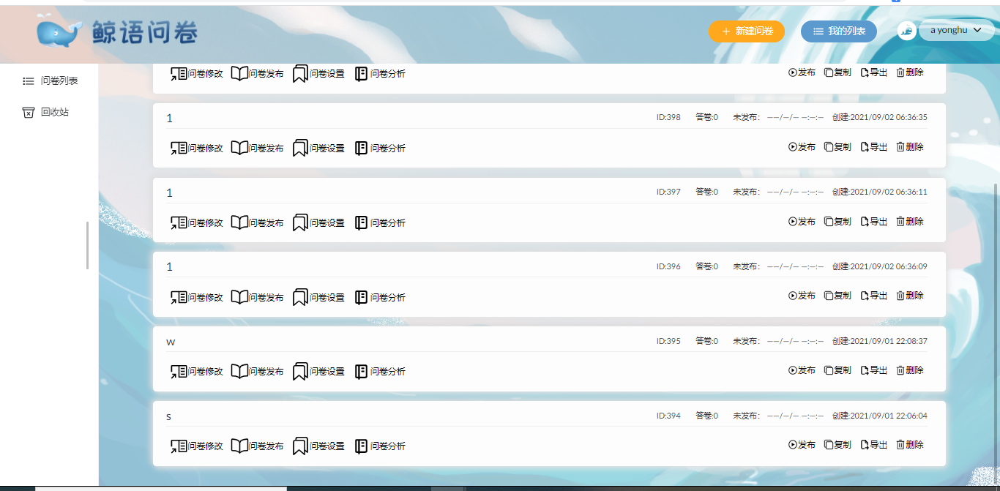 鲸语问卷
+ 新建问卷
我的列表
a yonghu
问卷列表
回收站
问卷修改 问卷发布 问卷设置 问卷分析 发布 复制 导出 删除
1 ID:398 答卷:0 未发布: --/-/-- -:-:- 创建:2021/09/02 06:36:35
问卷修改 问卷发布 问卷设置 问卷分析 发布 复制 导出 删除
1 ID:397 答卷:0 未发布: --/-/-- -:-:- 创建:2021/09/02 06:36:11
问卷修改 问卷发布 问卷设置 问卷分析 发布 复制 导出 删除
1 ID:396 答卷:0 未发布: --/-/-- -:-:- 创建:2021/09/02 06:36:09
问卷修改 问卷发布 问卷设置 问卷分析 发布 复制 导出 删除
w ID:395 答卷:0 未发布: --/-/-- -:-:- 创建:2021/09/01 22:08:37
问卷修改 问卷发布 问卷设置 问卷分析 发布 复制 导出 删除
s ID:394 答卷:0 未发布: --/-/-- -:-:- 创建:2021/09/01 22:06:04
问卷修改 问卷发布 问卷设置 问卷分析 发布 复制 导出 删除